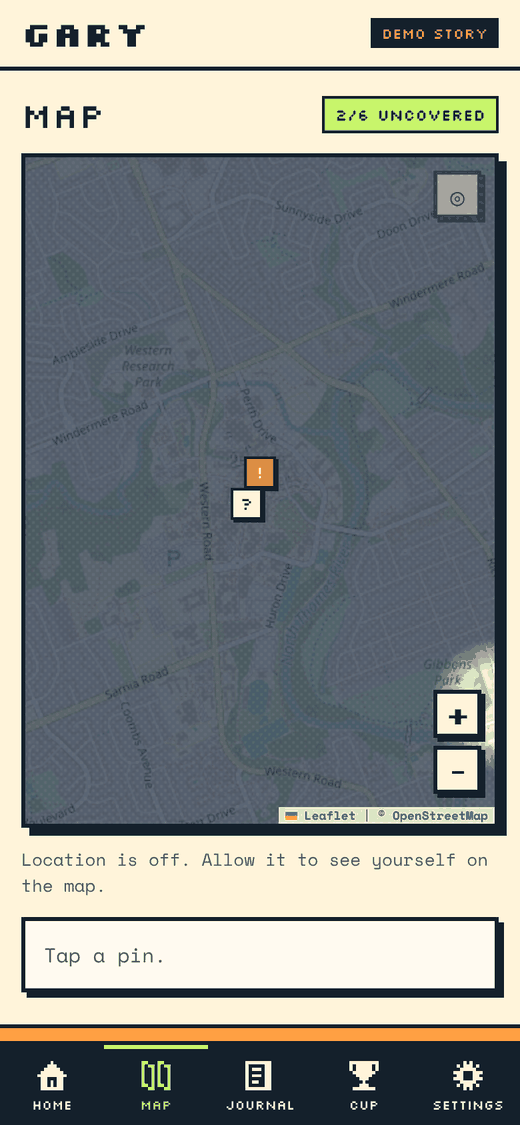 GARY
DEMO STORY
MAP
2/6 UNCOVERED
Sunnyside Drive
Doon Drive
Windermere Road
Ambleside Drive
Western
Research
Park
Windermere Road
Perth Drive
!
?
Western Road
P
Huron Drive
Gibbons
Park
Sarnia Road
Coombs Avenue
+
Western Road
-
Leaflet | © OpenStreetMap
Location is off. Allow it to see yourself on
the map.
Tap a pin.
HOME
MAP
JOURNAL
CUP
SETTINGS